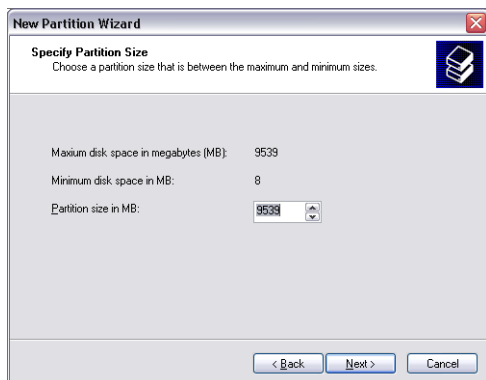 New Partition Wizard
Specify Partition Size
Choose a partition size that is between the maximum and minimum sizes.
Maxium disk space in megabytes (MB): 9539
Minimum disk space in MB: 8
Partition size in MB: 9539
< Back Next > Cancel